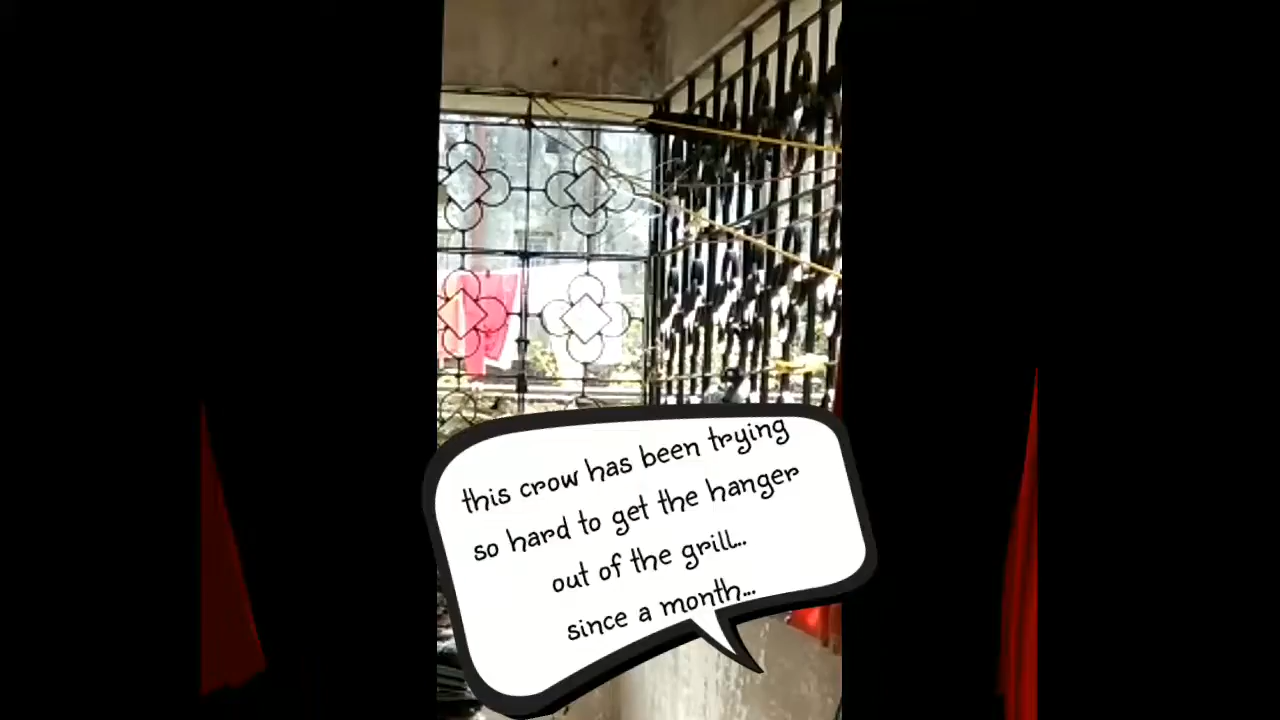 this crow has been trying
so hard to get the hanger
out of the grill..
since a month...